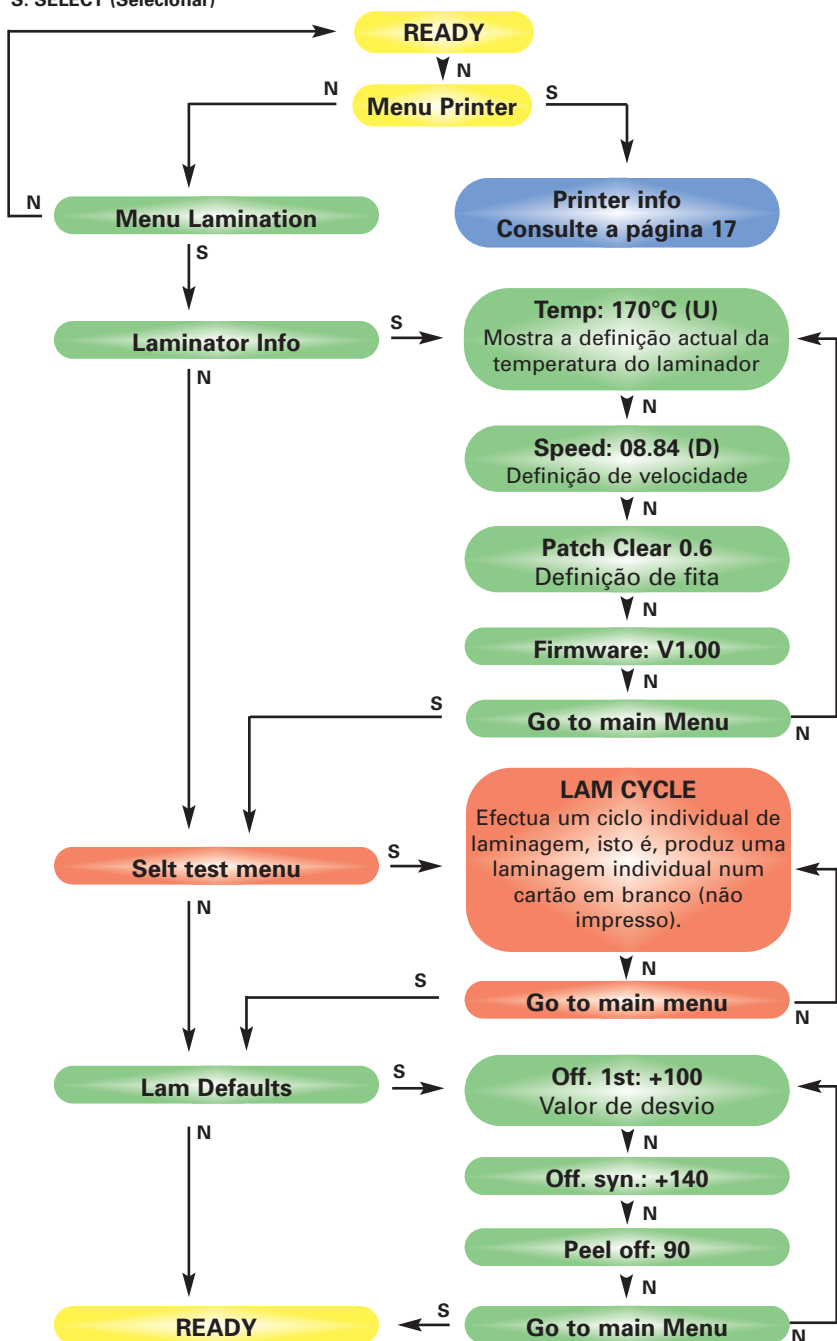 S: SELECT (Selecionar)
READY
N
N
Menu Printer
S
N
Menu Lamination
Printer info
Consulte a página 17
S
Laminator Info
S
Temp: 170°C (U)
Mostra a definição actual da
temperatura do laminador
N
N
Speed: 08.84 (D)
Definição de velocidade
N
Patch Clear 0.6
Definição de fita
N
Firmware: V1.00
N
S
Go to main Menu
N
LAM CYCLE
Efectua um ciclo individual de
laminagem, isto é, produz uma
laminagem individual num
cartão em branco (não
impresso).
Selt test menu
S
N
N
S
Go to main menu
N
Lam Defaults
S
Off. 1st: +100
Valor de desvio
N
N
Off. syn.: +140
N
Peel off: 90
N
READY
S
Go to main Menu
N